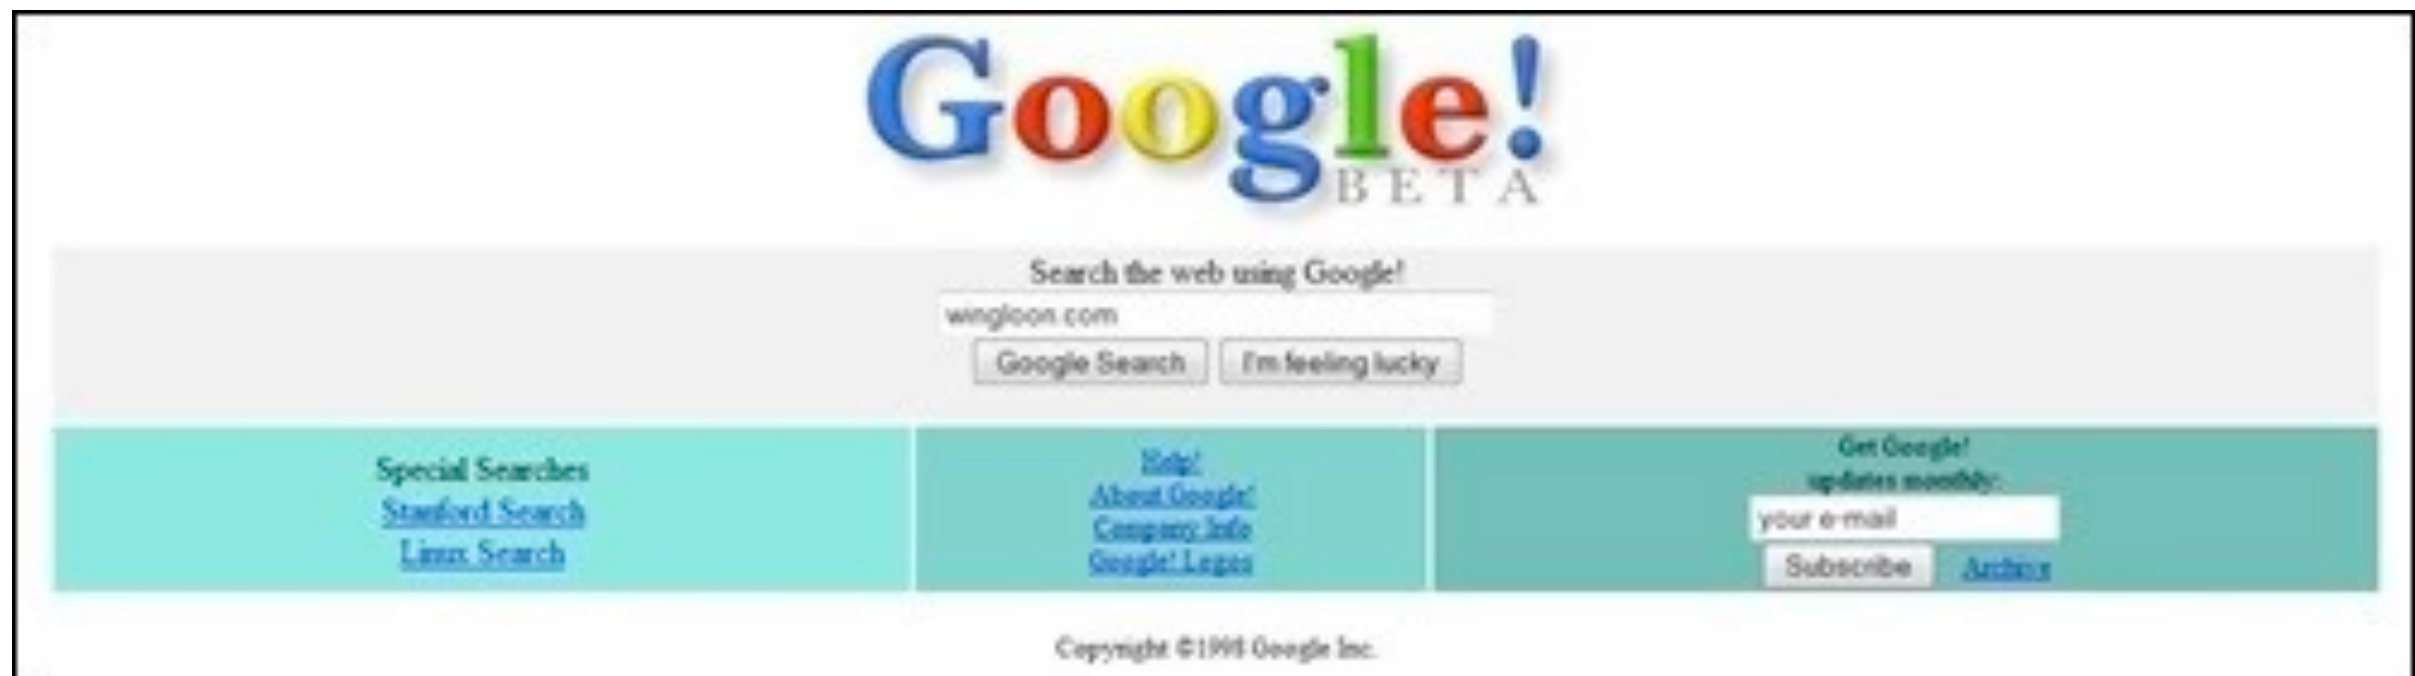 Google!
BETA
Search the web using Google!
wingloon.com
Google Search I'm feeling lucky
Special Searches
Stanford Search
Linux Search
Help!
About Google!
Company Info
Google! Logos
Get Google!
updates monthly:
your e-mail
Subscribe Archive
Copyright ©1998 Google Inc.